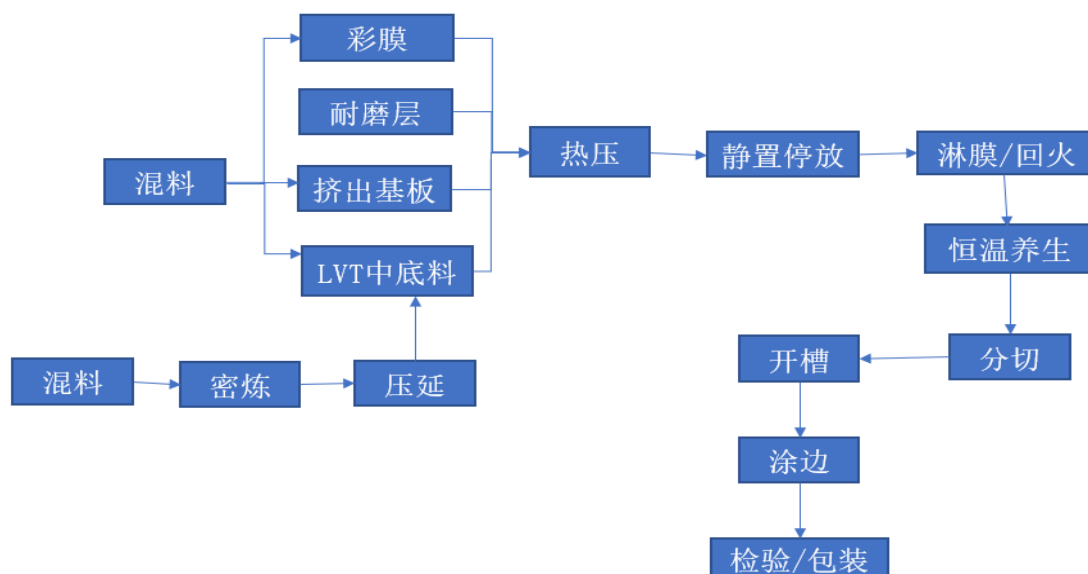 彩膜
耐磨层
混料
挤出基板
LVT中底料
热压
静置停放
淋膜/回火
恒温养生
混料
密炼
压延
开槽
分切
涂边
检验/包装